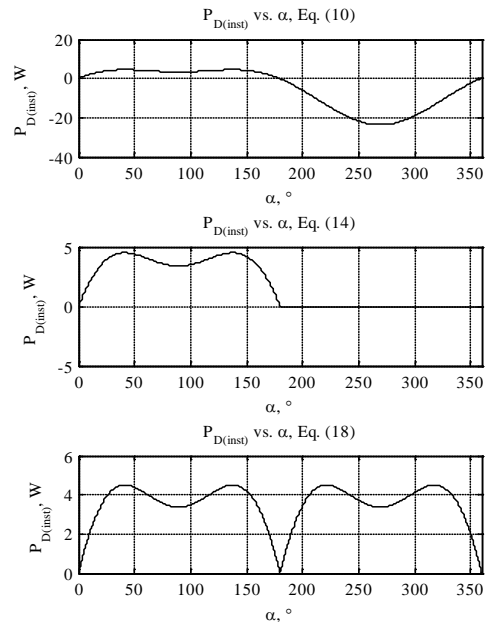 P_D(inst) vs. α, Eq. (10)
20
0
-20
-40
P_D(inst), W
0 50 100 150 200 250 300 350
α, °
P_D(inst) vs. α, Eq. (14)
5
0
-5
P_D(inst), W
0 50 100 150 200 250 300 350
α, °
P_D(inst) vs. α, Eq. (18)
6
4
2
0
P_D(inst), W
0 50 100 150 200 250 300 350
α, °